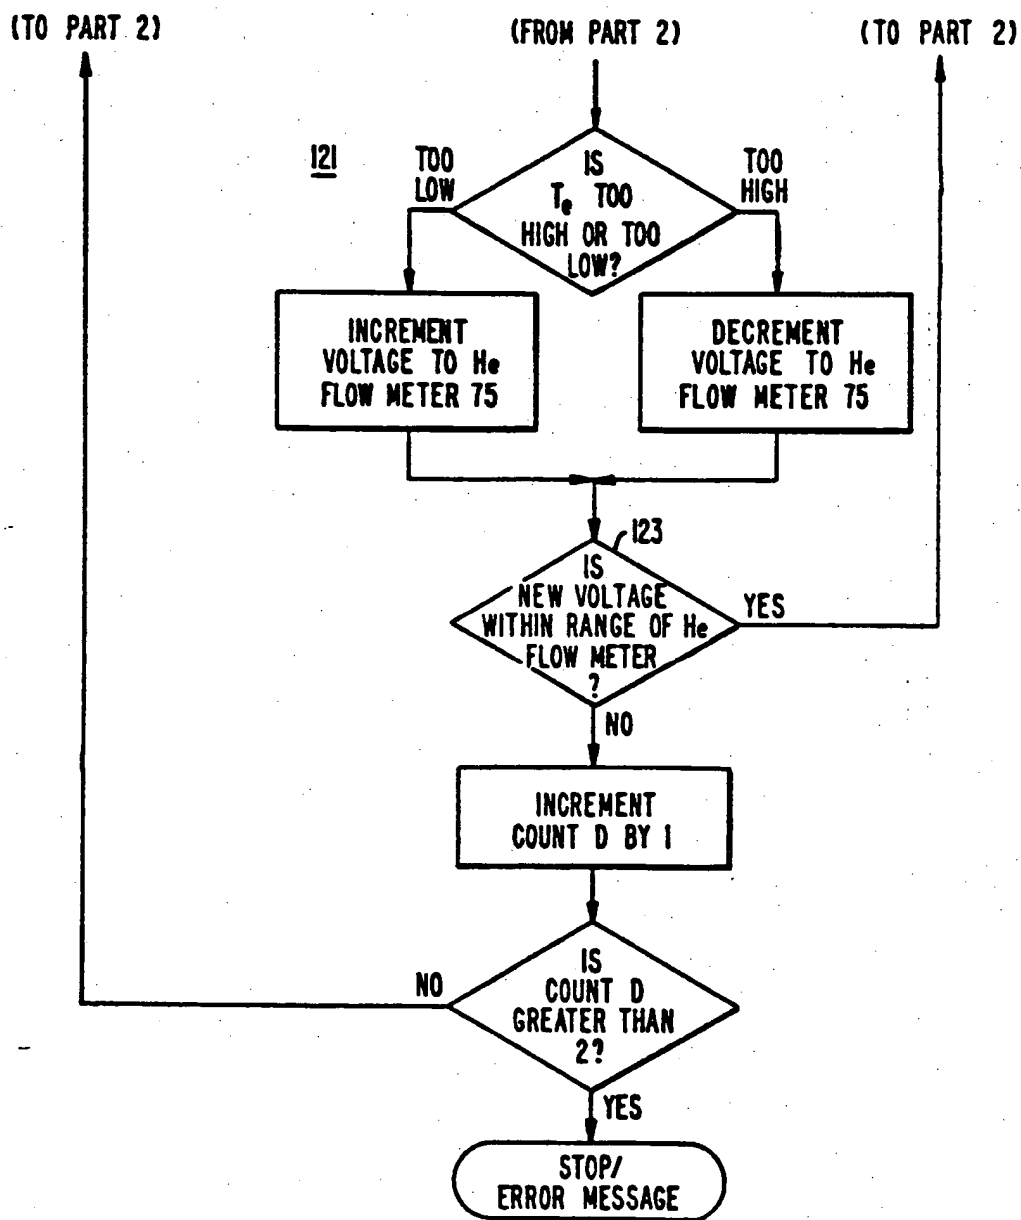 (TO PART 2)
(FROM PART 2)
(TO PART 2)
121
TOO
LOW
IS
Te TOO
HIGH OR TOO
LOW?
TOO
HIGH
INCREMENT
VOLTAGE TO He
FLOW METER 75
DECREMENT
VOLTAGE TO He
FLOW METER 75
123
IS
NEW VOLTAGE
WITHIN RANGE OF He
FLOW METER
?
YES
NO
INCREMENT
COUNT D BY 1
NO
IS
COUNT D
GREATER THAN
2?
YES
STOP/
ERROR MESSAGE